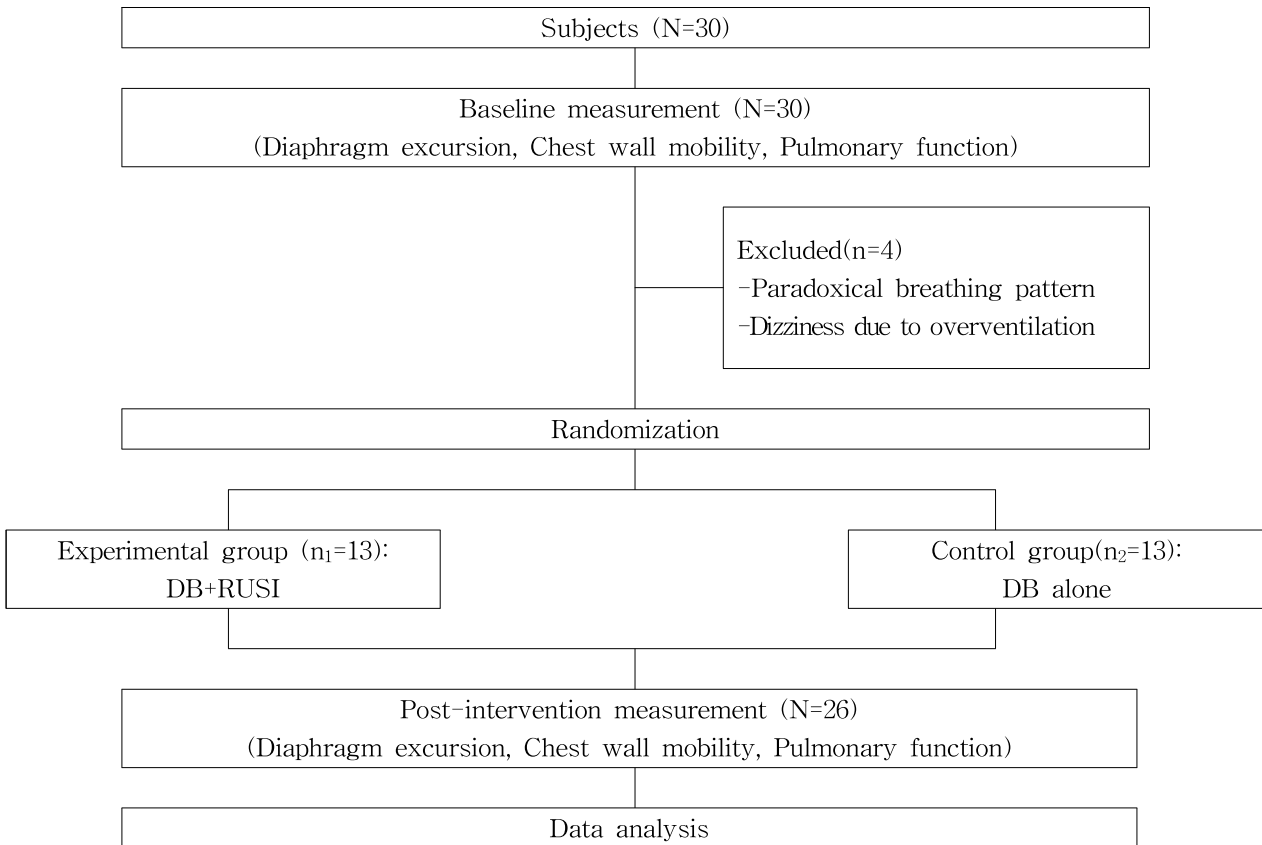 Subjects (N=30)
Baseline measurement (N=30)
(Diaphragm excursion, Chest wall mobility, Pulmonary function)
Excluded(n=4)
-Paradoxical breathing pattern
-Dizziness due to overventilation
Randomization
Experimental group (n₁=13):
DB+RUSI
Control group(n₂=13):
DB alone
Post-intervention measurement (N=26)
(Diaphragm excursion, Chest wall mobility, Pulmonary function)
Data analysis